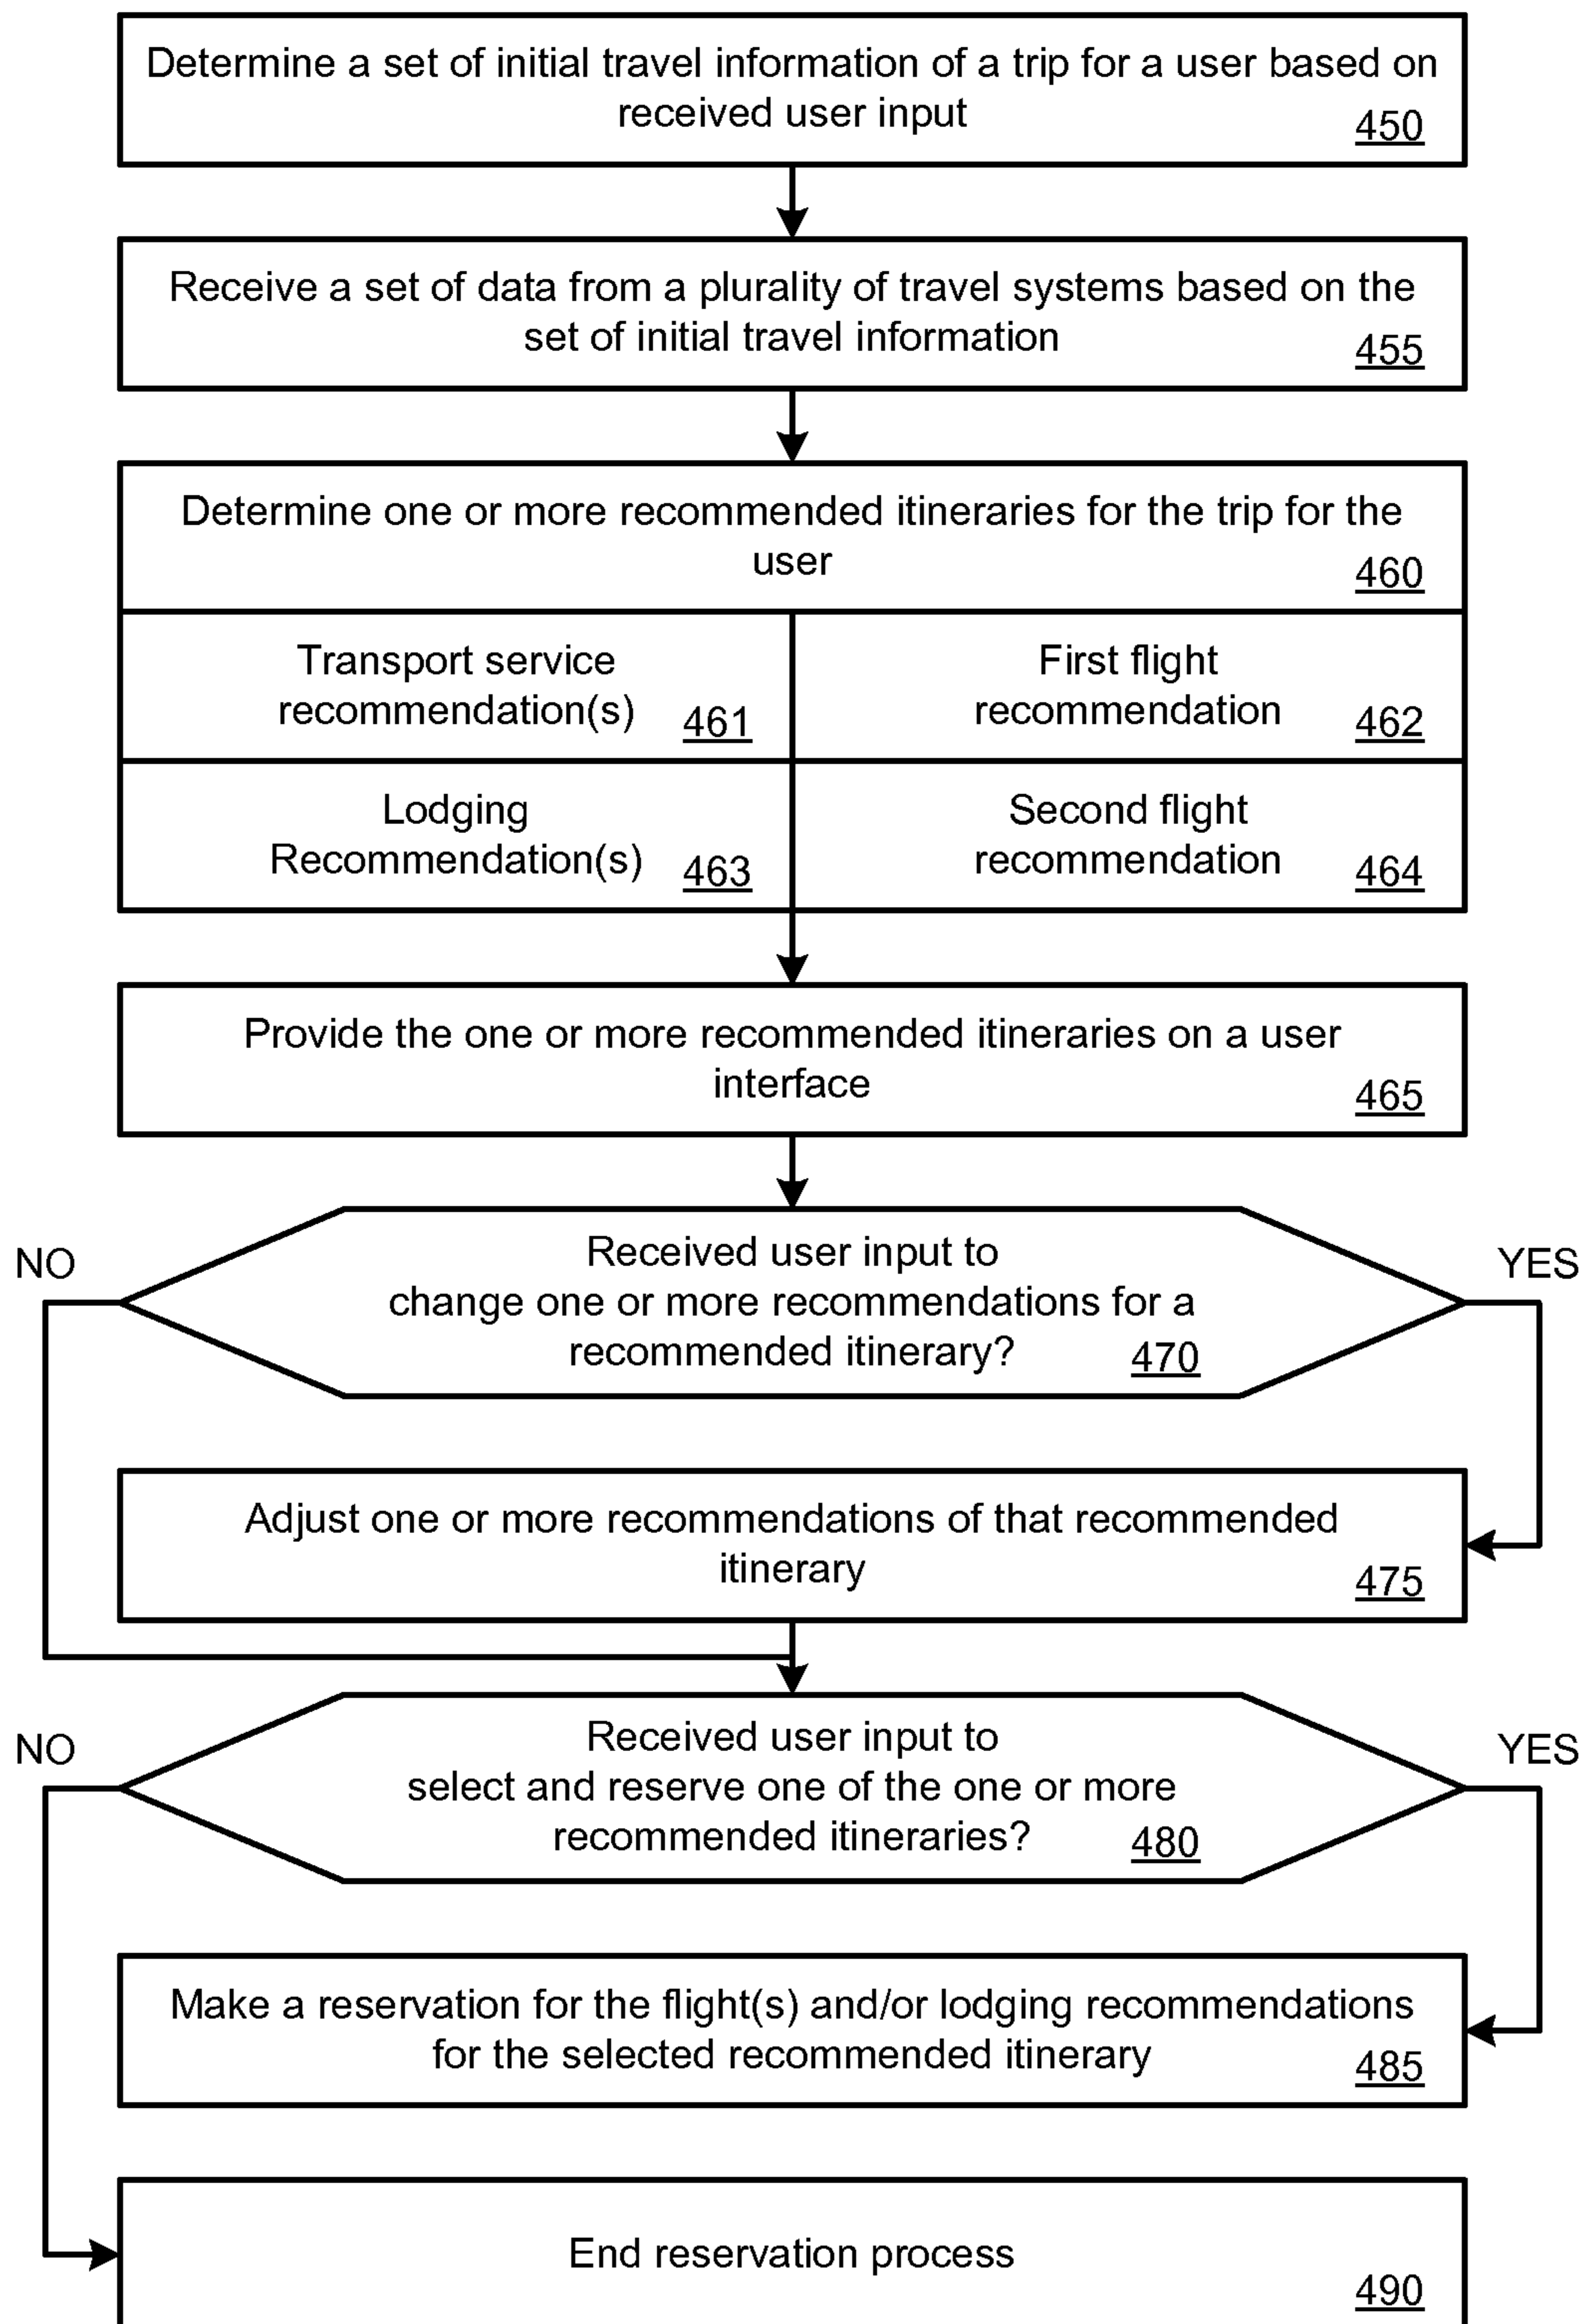 Determine a set of initial travel information of a trip for a user based on
received user input
450
Receive a set of data from a plurality of travel systems based on the
set of initial travel information
455
Determine one or more recommended itineraries for the trip for the
user
460
Transport service
recommendation(s)
461
First flight
recommendation
462
Lodging
Recommendation(s)
463
Second flight
recommendation
464
Provide the one or more recommended itineraries on a user
interface
465
NO
YES
Received user input to
change one or more recommendations for a
recommended itinerary?
470
Adjust one or more recommendations of that recommended
itinerary
475
NO
YES
Received user input to
select and reserve one of the one or more
recommended itineraries?
480
Make a reservation for the flight(s) and/or lodging recommendations
for the selected recommended itinerary
485
End reservation process
490